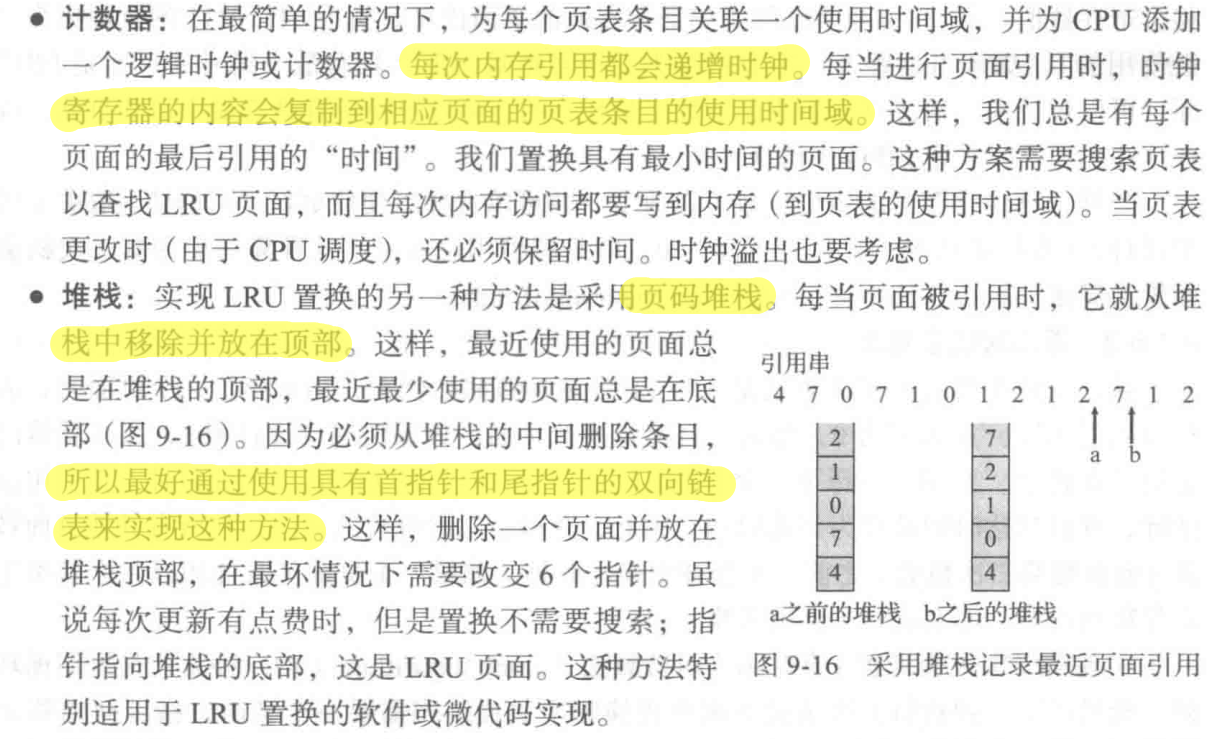 • 计数器：在最简单的情况下，为每个页表条目关联一个使用时间域，并为 CPU 添加
一个逻辑时钟或计数器。每次内存引用都会递增时钟。每当进行页面引用时，时钟
寄存器的内容会复制到相应页面的页表条目的使用时间域。这样，我们总是有每个
页面的最后引用的“时间”。我们置换具有最小时间的页面。这种方案需要搜索页表
以查找 LRU 页面，而且每次内存访问都要写到内存（到页表的使用时间域）。当页表
更改时（由于 CPU 调度），还必须保留时间。时钟溢出也要考虑。
• 堆栈：实现 LRU 置换的另一种方法是采用页码堆栈。每当页面被引用时，它就从堆
栈中移除并放在顶部。这样，最近使用的页面总
是在堆栈的顶部，最近最少使用的页面总是在底
部（图 9-16）。因为必须从堆栈的中间删除条目，
所以最好通过使用具有首指针和尾指针的双向链
表来实现这种方法。这样，删除一个页面并放在
堆栈顶部，在最坏情况下需要改变 6 个指针。虽
说每次更新有点费时，但是置换不需要搜索；指
针指向堆栈的底部，这是 LRU 页面。这种方法特
别适用于 LRU 置换的软件或微代码实现。
引用串
4 7 0 7 1 0 1 2 1 2 7 1 2
a b
2 7
1 2
0 1
7 0
4 4
a之前的堆栈 b之后的堆栈
图 9-16 采用堆栈记录最近页面引用